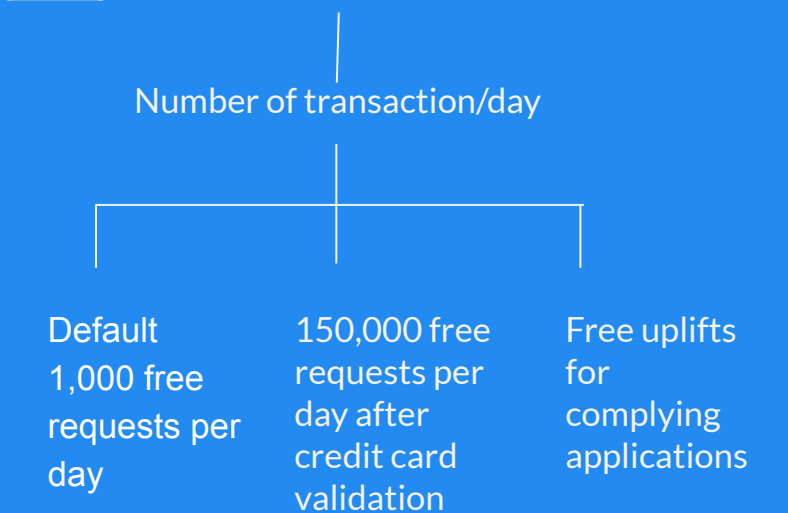 Number of transaction/day
Default
1,000 free
requests per
day
150,000 free
requests per
day after
credit card
validation
Free uplifts
for
complying
applications